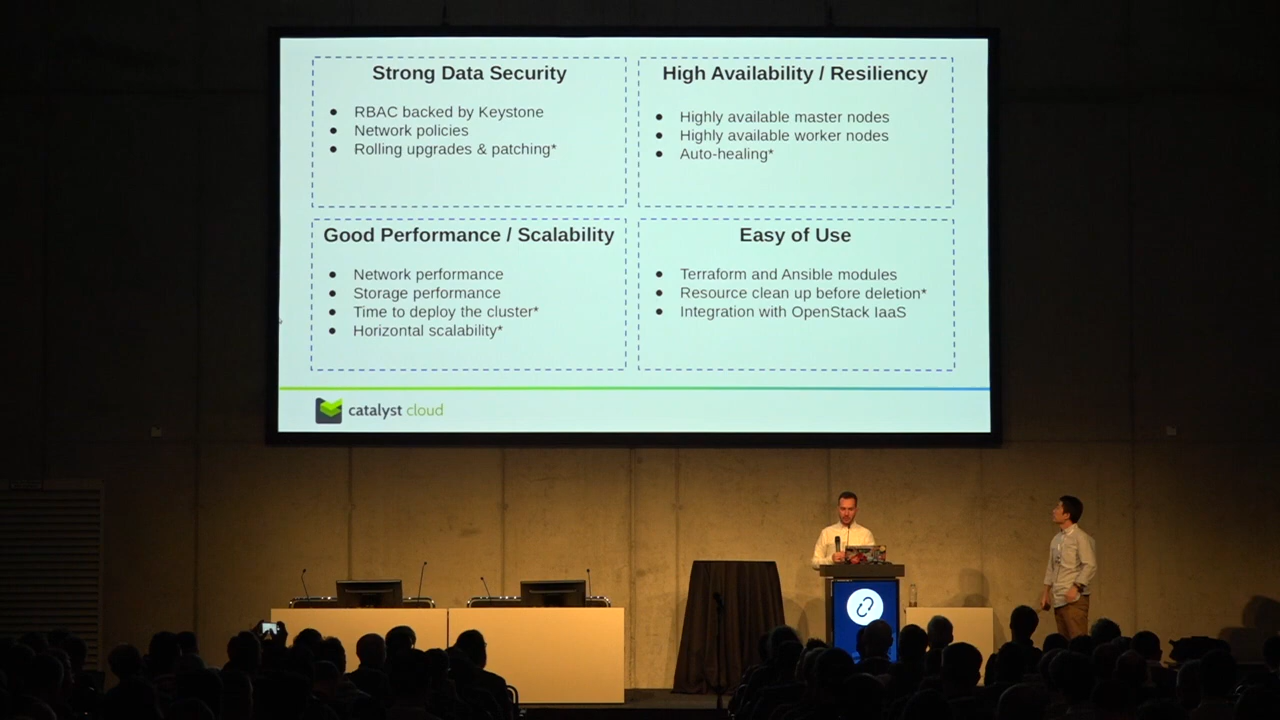 Strong Data Security
● RBAC backed by Keystone
● Network policies
● Rolling upgrades & patching*
High Availability / Resiliency
● Highly available master nodes
● Highly available worker nodes
● Auto-healing*
Good Performance / Scalability
● Network performance
● Storage performance
● Time to deploy the cluster*
● Horizontal scalability*
Easy of Use
● Terraform and Ansible modules
● Resource clean up before deletion*
● Integration with OpenStack IaaS
catalyst cloud